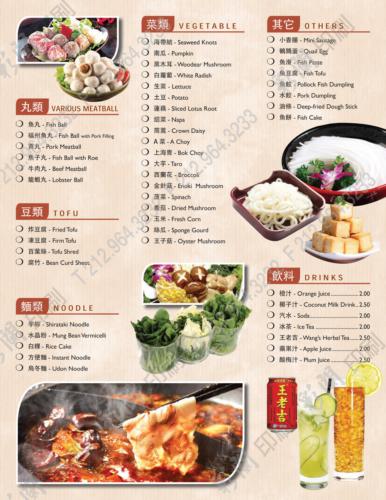 丸類 VARIOUS MEATBALL
魚丸 - Fish Ball
福州魚丸 - Fish Ball with Pork Filling
貢丸 - Pork Meatball
魚子丸 - Fish Ball with Roe
牛肉丸 - Beef Meatball
龍蝦丸 - Lobster Ball
豆類 TOFU
炸豆腐 - Fried Tofu
凍豆腐 - Firm Tofu
百葉絲 - Tofu Shred
腐竹 - Bean Curd Sheet
麵類 NOODLE
芋絲 - Shirataki Noodle
水晶粉 - Mung Bean Vermicelli
白粿 - Rice Cake
方便麵 - Instant Noodle
烏冬麵 - Udon Noodle
菜類 VEGETABLE
海帶結 - Seaweed Knots
南瓜 - Pumpkin
黑木耳 - Woodear Mushroom
白蘿蔔 - White Radish
生菜 - Lettuce
土豆 - Potato
蓮藕 - Sliced Lotus Root
紹菜 - Napa
茼蒿 - Crown Daisy
A 菜 - A Choy
上海青 - Bok Choy
大芋 - Taro
西蘭花 - Broccoli
金針菇 - Enoki Mushroom
菠菜 - Spinach
香菇 - Dried Mushroom
玉米 - Fresh Corn
絲瓜 - Sponge Gourd
王子菇 - Oyster Mushroom
其它 OTHERS
小香腸 - Mini Sausage
鵪鶉蛋 - Quail Egg
魚滑 - Fish Paste
魚豆腐 - Fish Tofu
魚餃 - Pollock Fish Dumpling
水餃 - Pork Dumpling
油條 - Deep-fried Dough Stick
魚餅 - Fish Cake
飲料 DRINKS
橙汁 - Orange Juice 2.00
椰子汁 - Coconut Milk Drink 2.50
汽水 - Soda 2.00
冰茶 - Ice Tea 2.00
王老吉 - Wang's Herbal Tea 2.50
蘋果汁 - Apple Juice 2.50
酸梅汁 - Plum Juice 2.50
王老吉